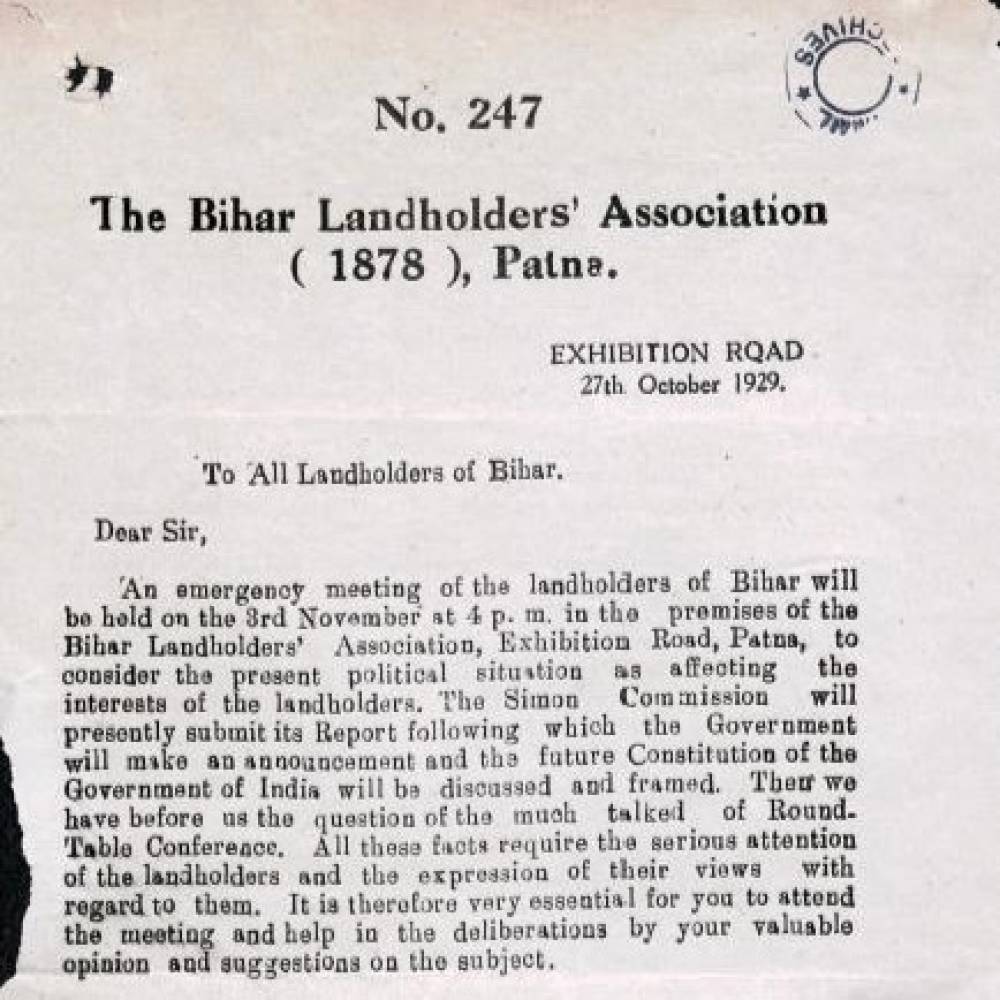 No. 247
The Bihar Landholders' Association
( 1878 ), Patna.
EXHIBITION ROAD
27th October 1929.
To All Landholders of Bihar.
Dear Sir,
An emergency meeting of the landholders of Bihar will
be held on the 3rd November at 4 p. m. in the premises of the
Bihar Landholders' Association, Exhibition Road, Patna, to
consider the present political situation as affecting the
interests of the landholders. The Simon Commission will
presently submit its Report following which the Government
will make an announcement and the future Constitution of the
Government of India will be discussed and framed. Then we
have before us the question of the much talked of Round-
Table Conference. All these facts require the serious attention
of the landholders and the expression of their views with
regard to them. It is therefore very essential for you to attend
the meeting and help in the deliberations by your valuable
opinion and suggestions on the subject.